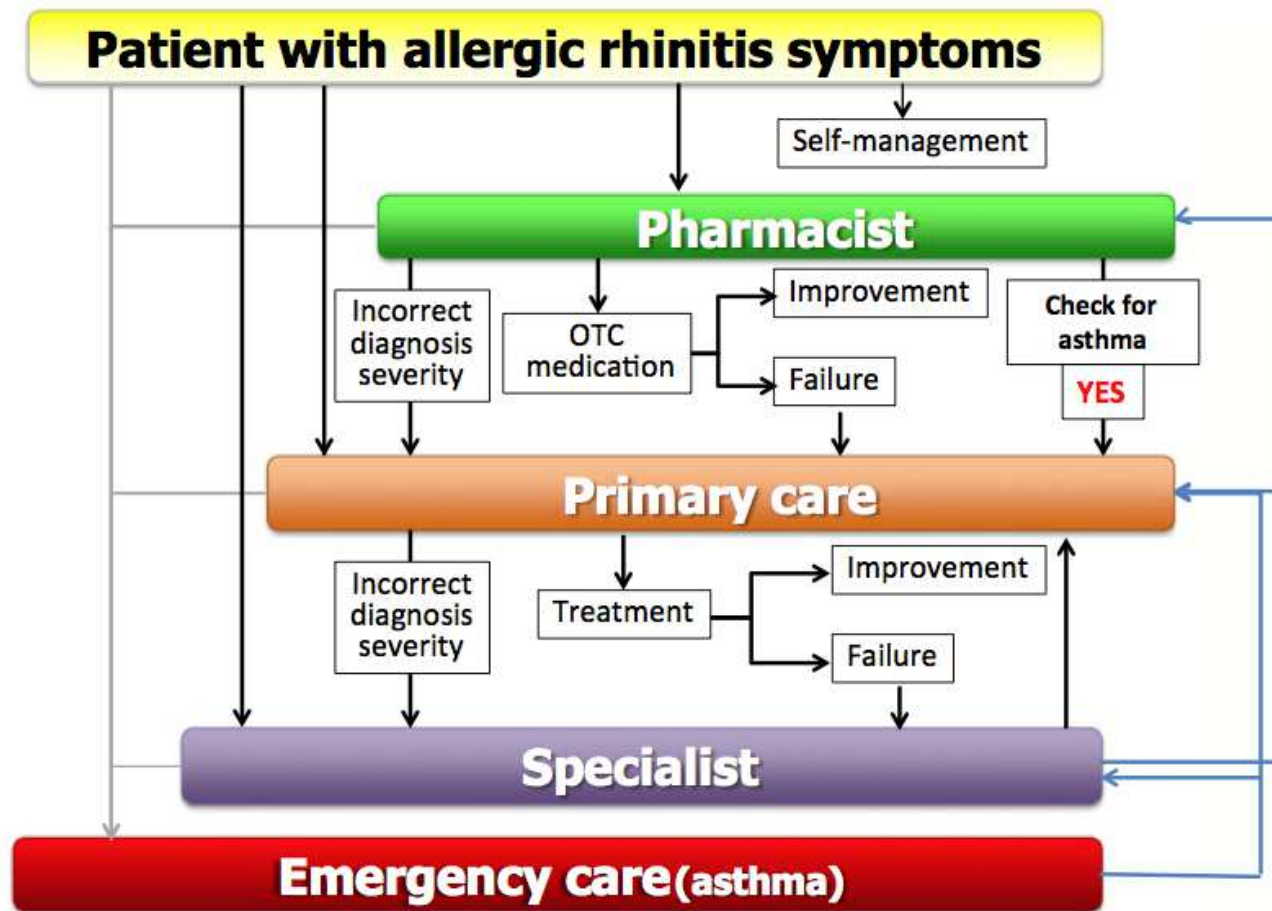 Patient with allergic rhinitis symptoms
Self-management
Pharmacist
Incorrect
diagnosis
severity
OTC
medication
Improvement
Failure
Check for
asthma
YES
Primary care
Incorrect
diagnosis
severity
Treatment
Improvement
Failure
Specialist
Emergency care(asthma)